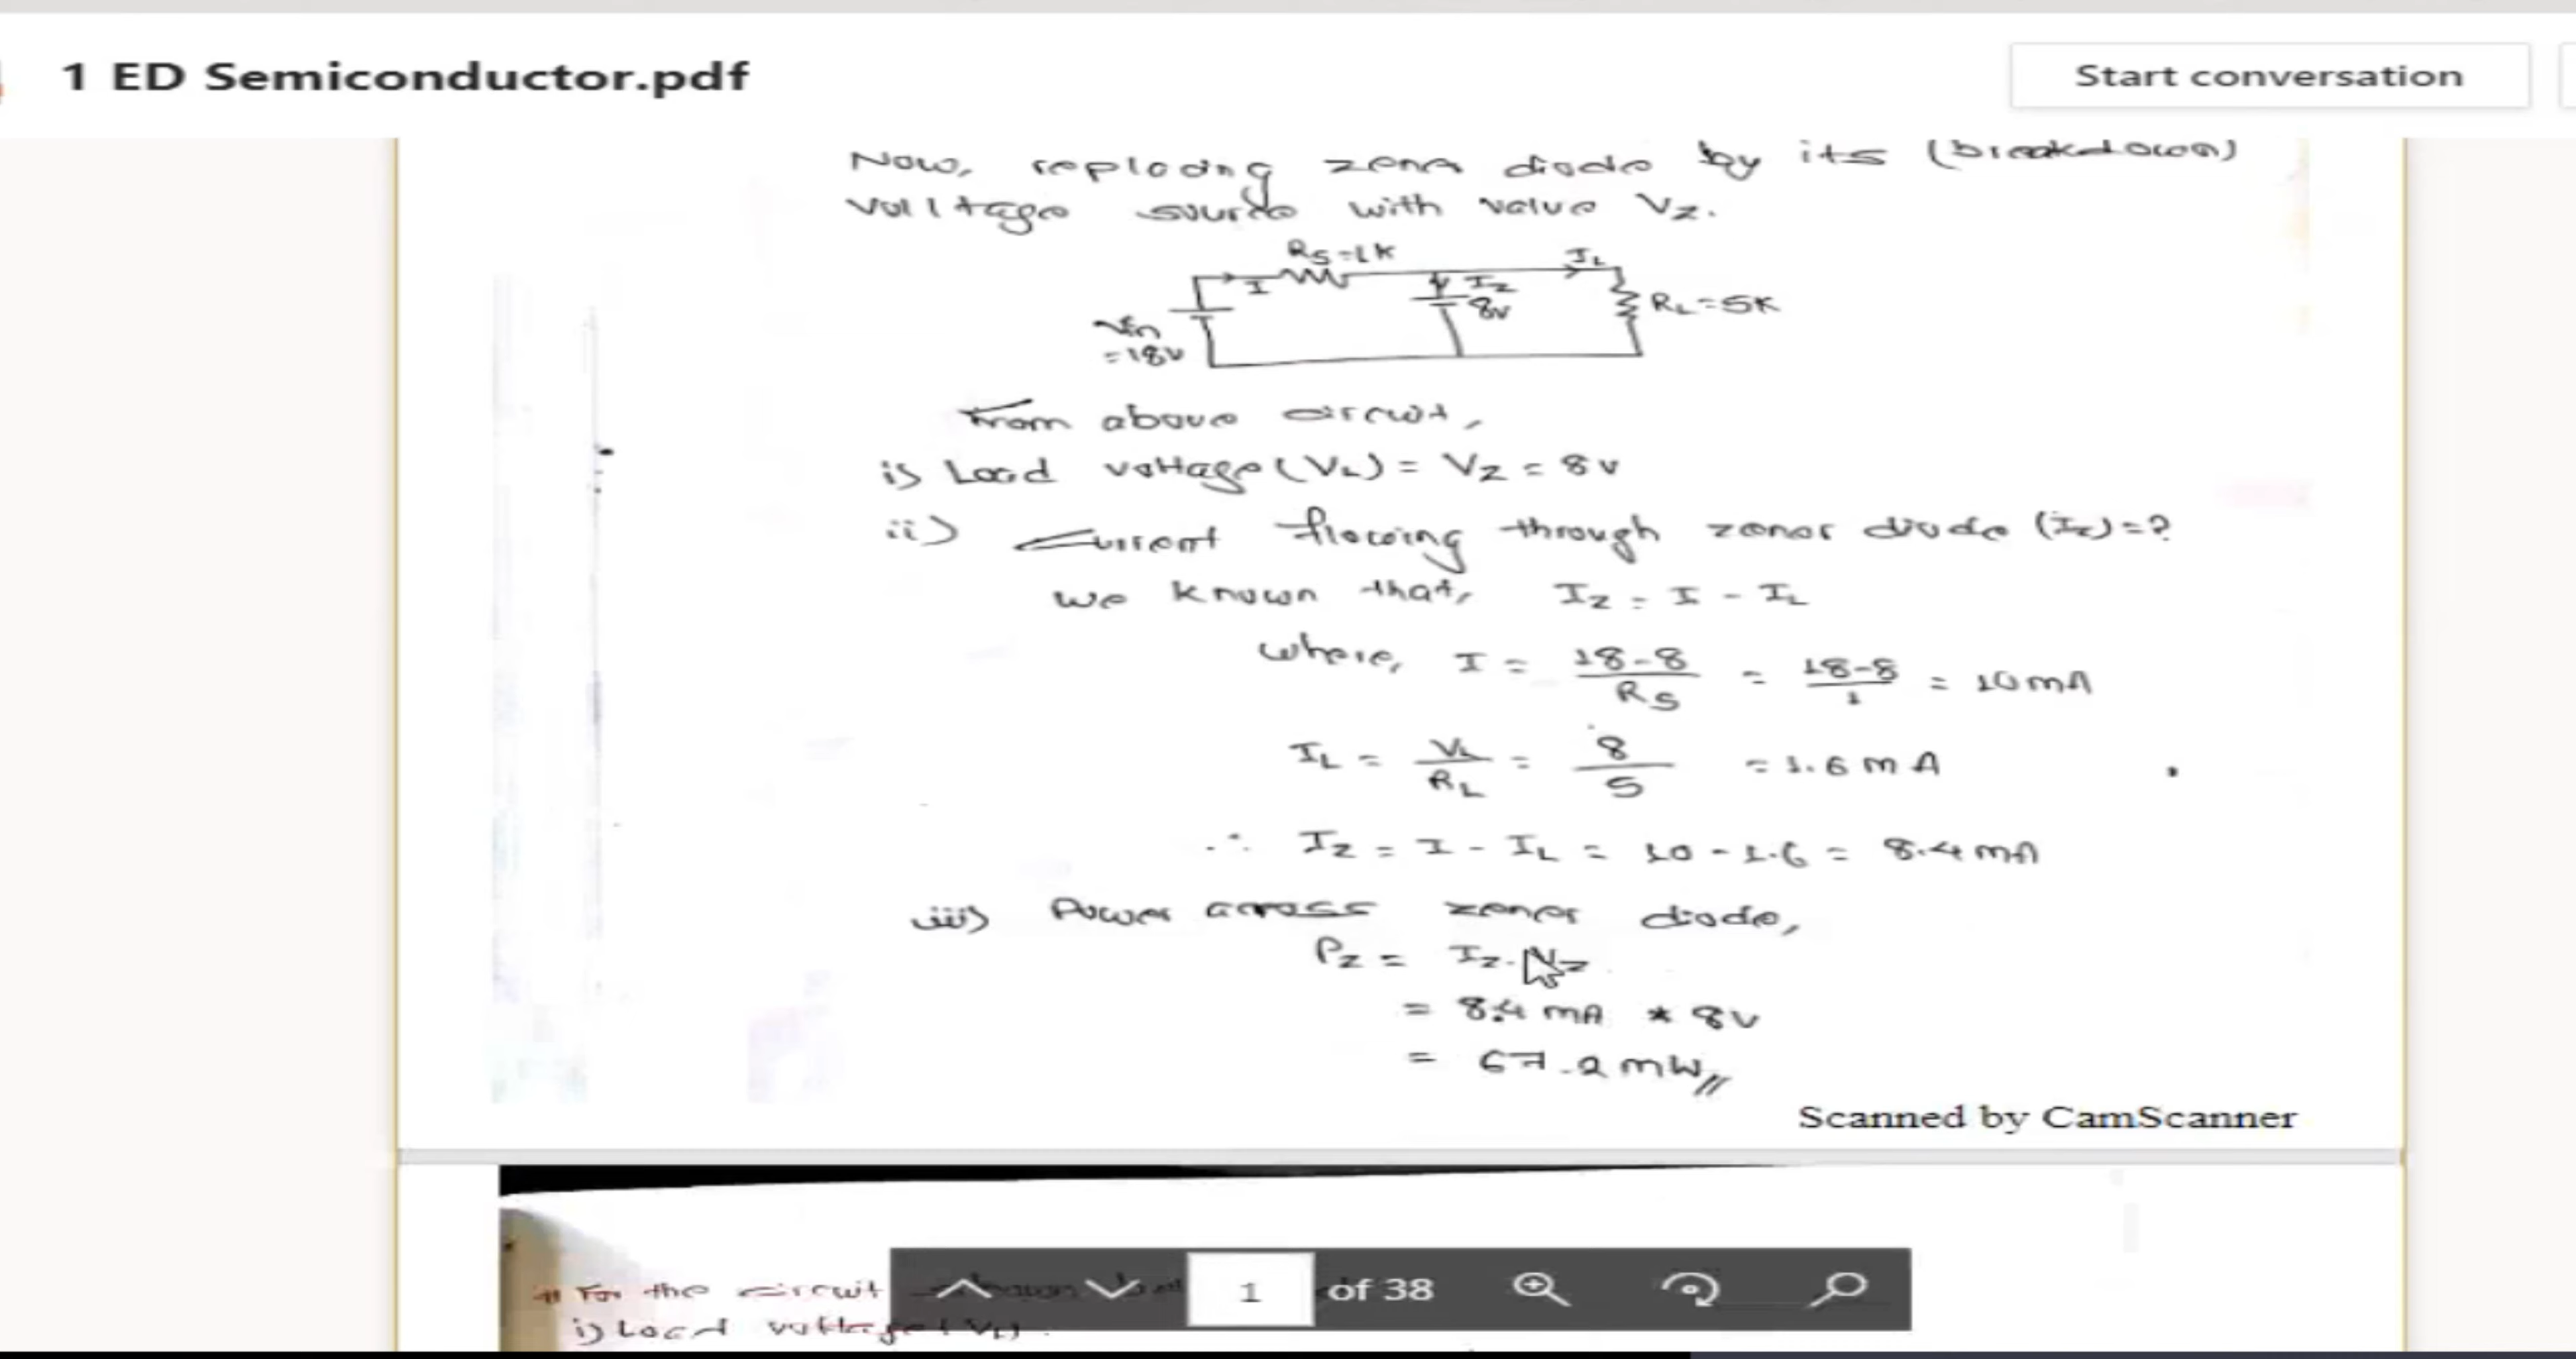 1 ED Semiconductor.pdf
Start conversation
Now, replacing zener diode by its (breakdown)
volltage source with value Vz.
Rs=1K
IL
I
Iz
8v
RL=5K
Vin
=18v
From above circuit,
i) Load voltage(VL) = Vz = 8v
ii) Current flowing through zener diode (Iz)=?
we known that, Iz = I - IL
where, I = 18-8 / Rs = 18-8 / 1 = 10mA
IL = VL / RL = 8 / 5 = 1.6 mA
∴ Iz = I - IL = 10 - 1.6 = 8.4mA
iii) Power across zener diode,
Pz = Iz.Vz
= 8.4 mA * 8v
= 67.2 mW//
Scanned by CamScanner
For the circuit
1 of 38
i) Load voltage (VL).